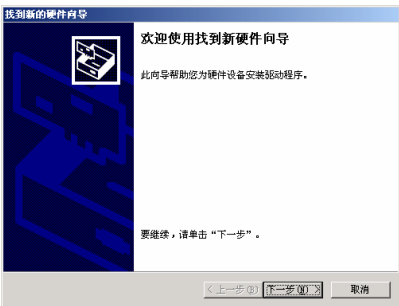 找到新的硬件向导
欢迎使用找到新硬件向导
此向导帮助您为硬件设备安装驱动程序。
要继续，请单击“下一步”。
<上一步(B) 下一步(N)> 取消